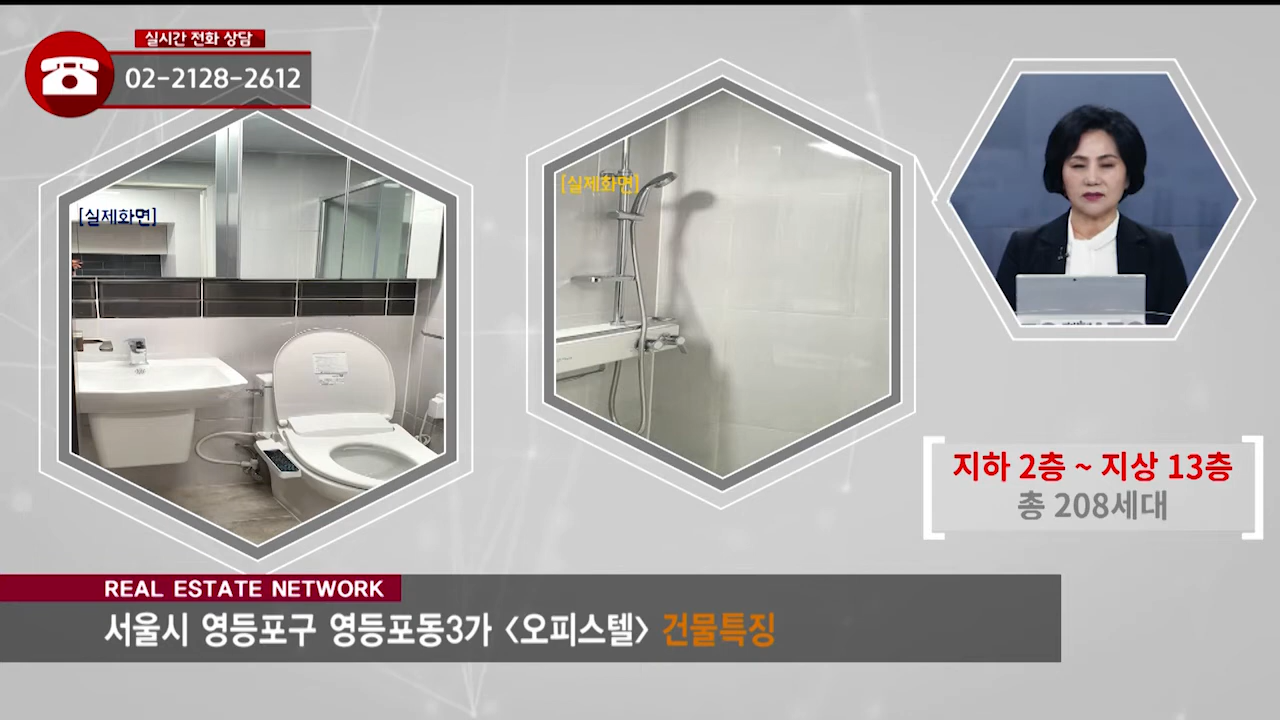 실시간 전화 상담
02-2128-2612
[실제화면]
[실제화면]
지하 2층 ~ 지상 13층
총 208세대
REAL ESTATE NETWORK
서울시 영등포구 영등포동3가 <오피스텔> 건물특징